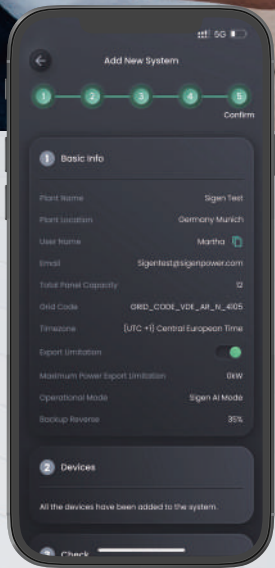 5G
Add New System
1 2 3 4 5
Confirm
1 Basic Info
Plant Name Sigen Test
Plant Location Germany Munich
User Name Martha
Email Sigentest@sigenpower.com
Total Panel Capacity 12
Grid Code GRID_CODE_VDE_AR_N_4105
Timezone (UTC +1) Central European Time
Export Limitation
Maximum Power Export Limitation 0kW
Operational Mode Sigen AI Mode
Backup Reverse 35%
2 Devices
All the devices have been added to the system.
3 Check